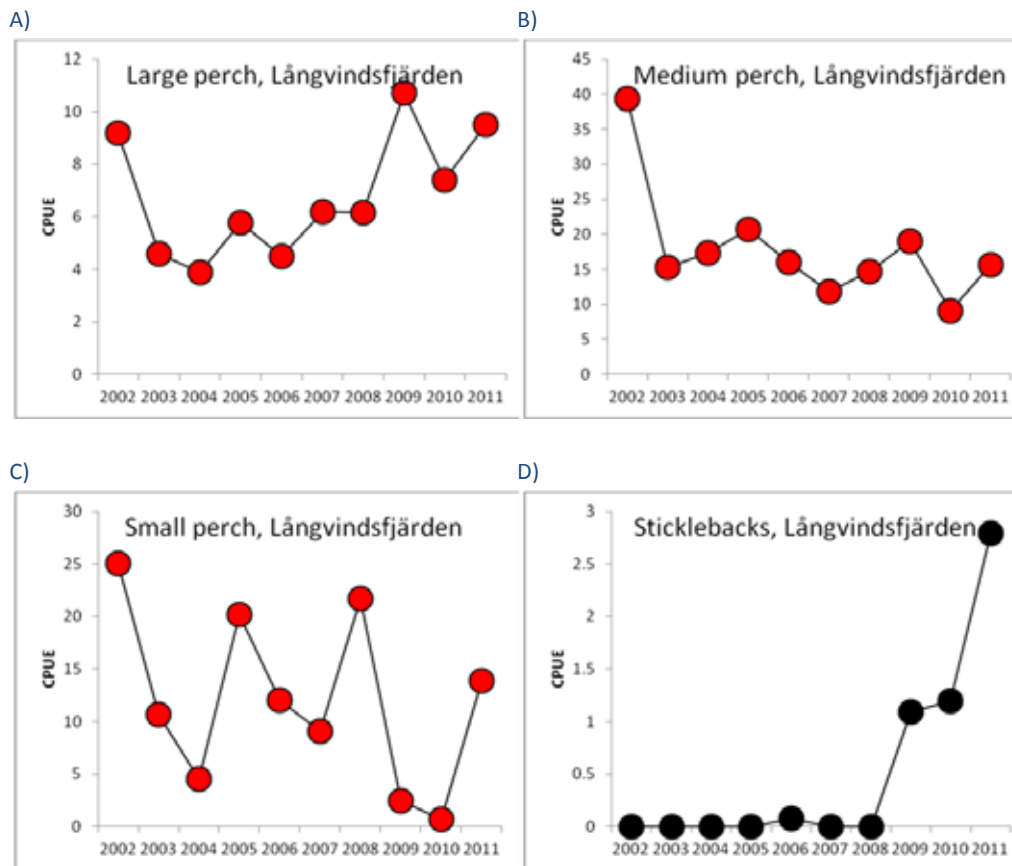 A)
Large perch, Långvindsfjärden
12
10
8
6
4
2
0
CPUE
2002 2003 2004 2005 2006 2007 2008 2009 2010 2011
B)
Medium perch, Långvindsfjärden
45
40
35
30
25
20
15
10
5
0
CPUE
2002 2003 2004 2005 2006 2007 2008 2009 2010 2011
C)
Small perch, Långvindsfjärden
30
25
20
15
10
5
0
CPUE
2002 2003 2004 2005 2006 2007 2008 2009 2010 2011
D)
Sticklebacks, Långvindsfjärden
3
2.5
2
1.5
1
0.5
0
CPUE
2002 2003 2004 2005 2006 2007 2008 2009 2010 2011